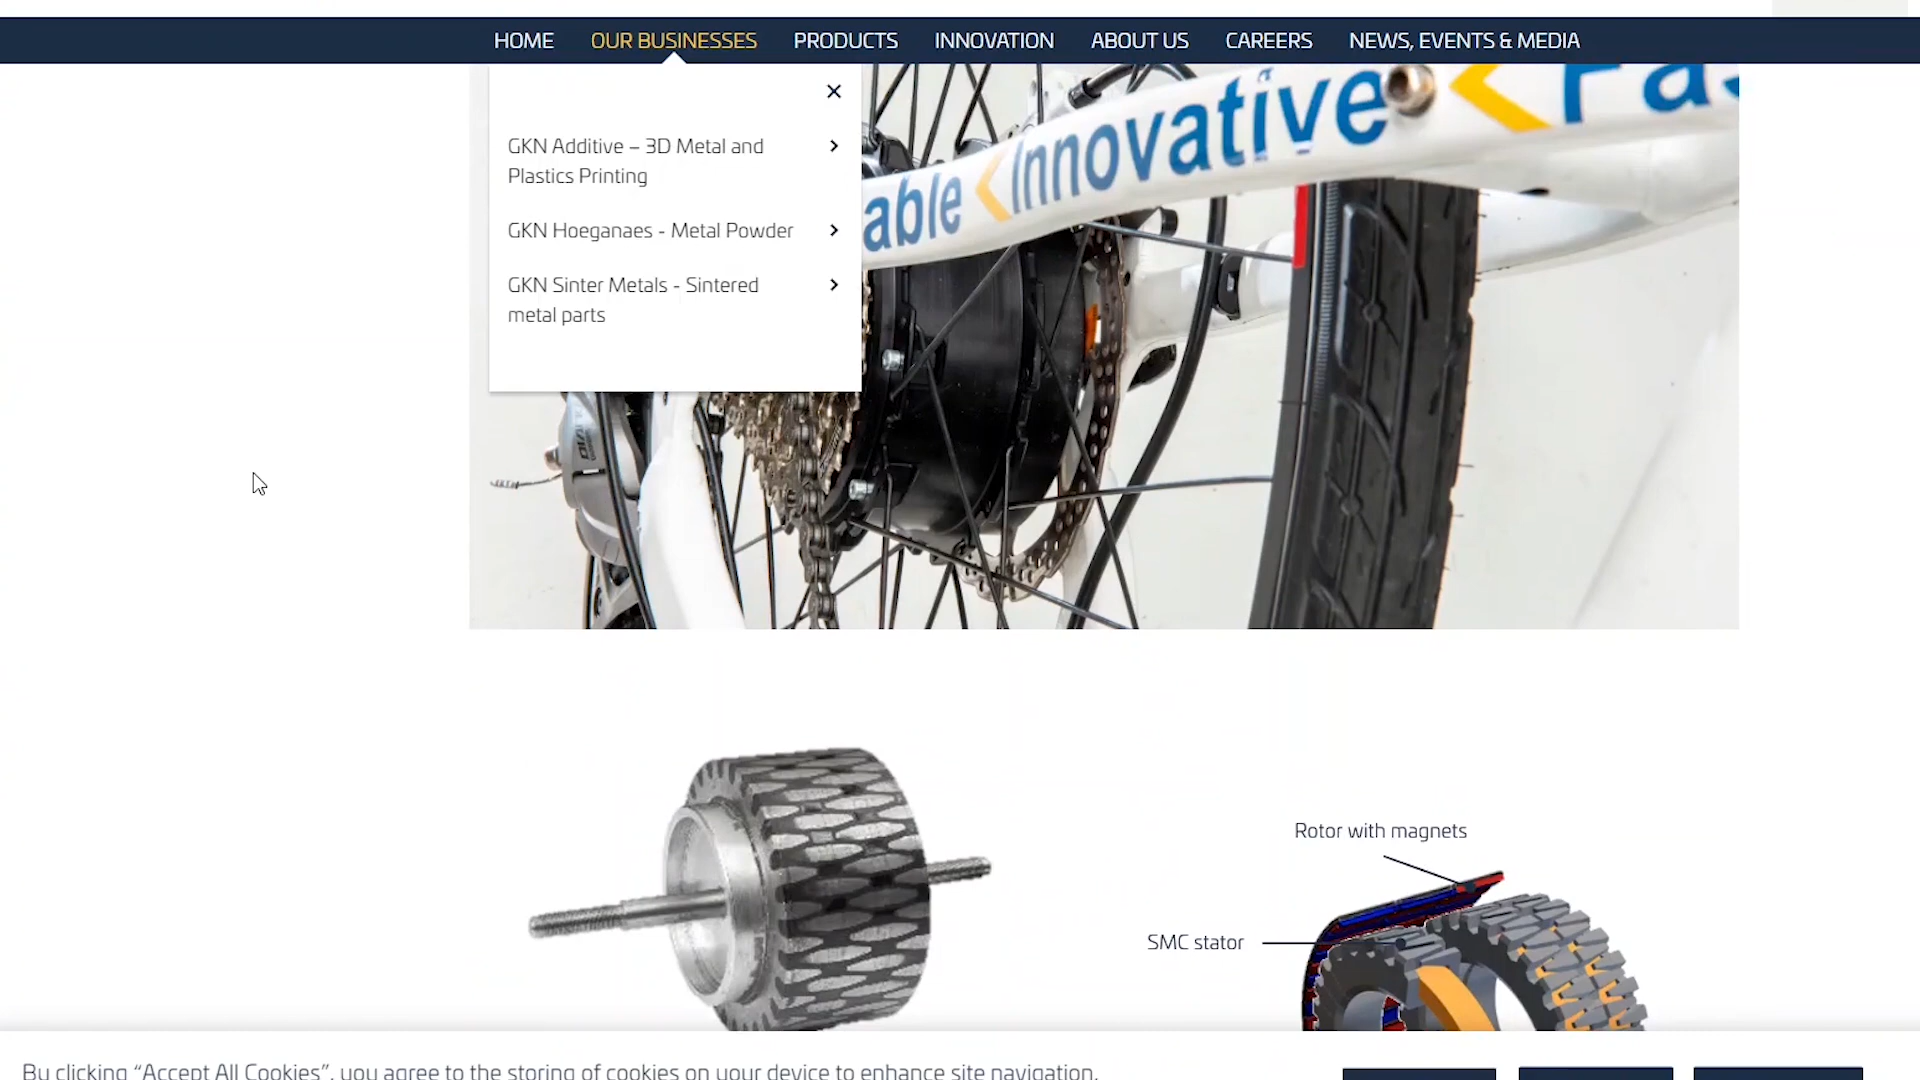 HOME OUR BUSINESSES PRODUCTS INNOVATION ABOUT US CAREERS NEWS, EVENTS & MEDIA
GKN Additive – 3D Metal and
Plastics Printing
GKN Hoeganaes - Metal Powder
GKN Sinter Metals - Sintered
metal parts
able Innovative Fas
Rotor with magnets
SMC stator
By clicking “Accept All Cookies”, you agree to the storing of cookies on your device to enhance site navigation,